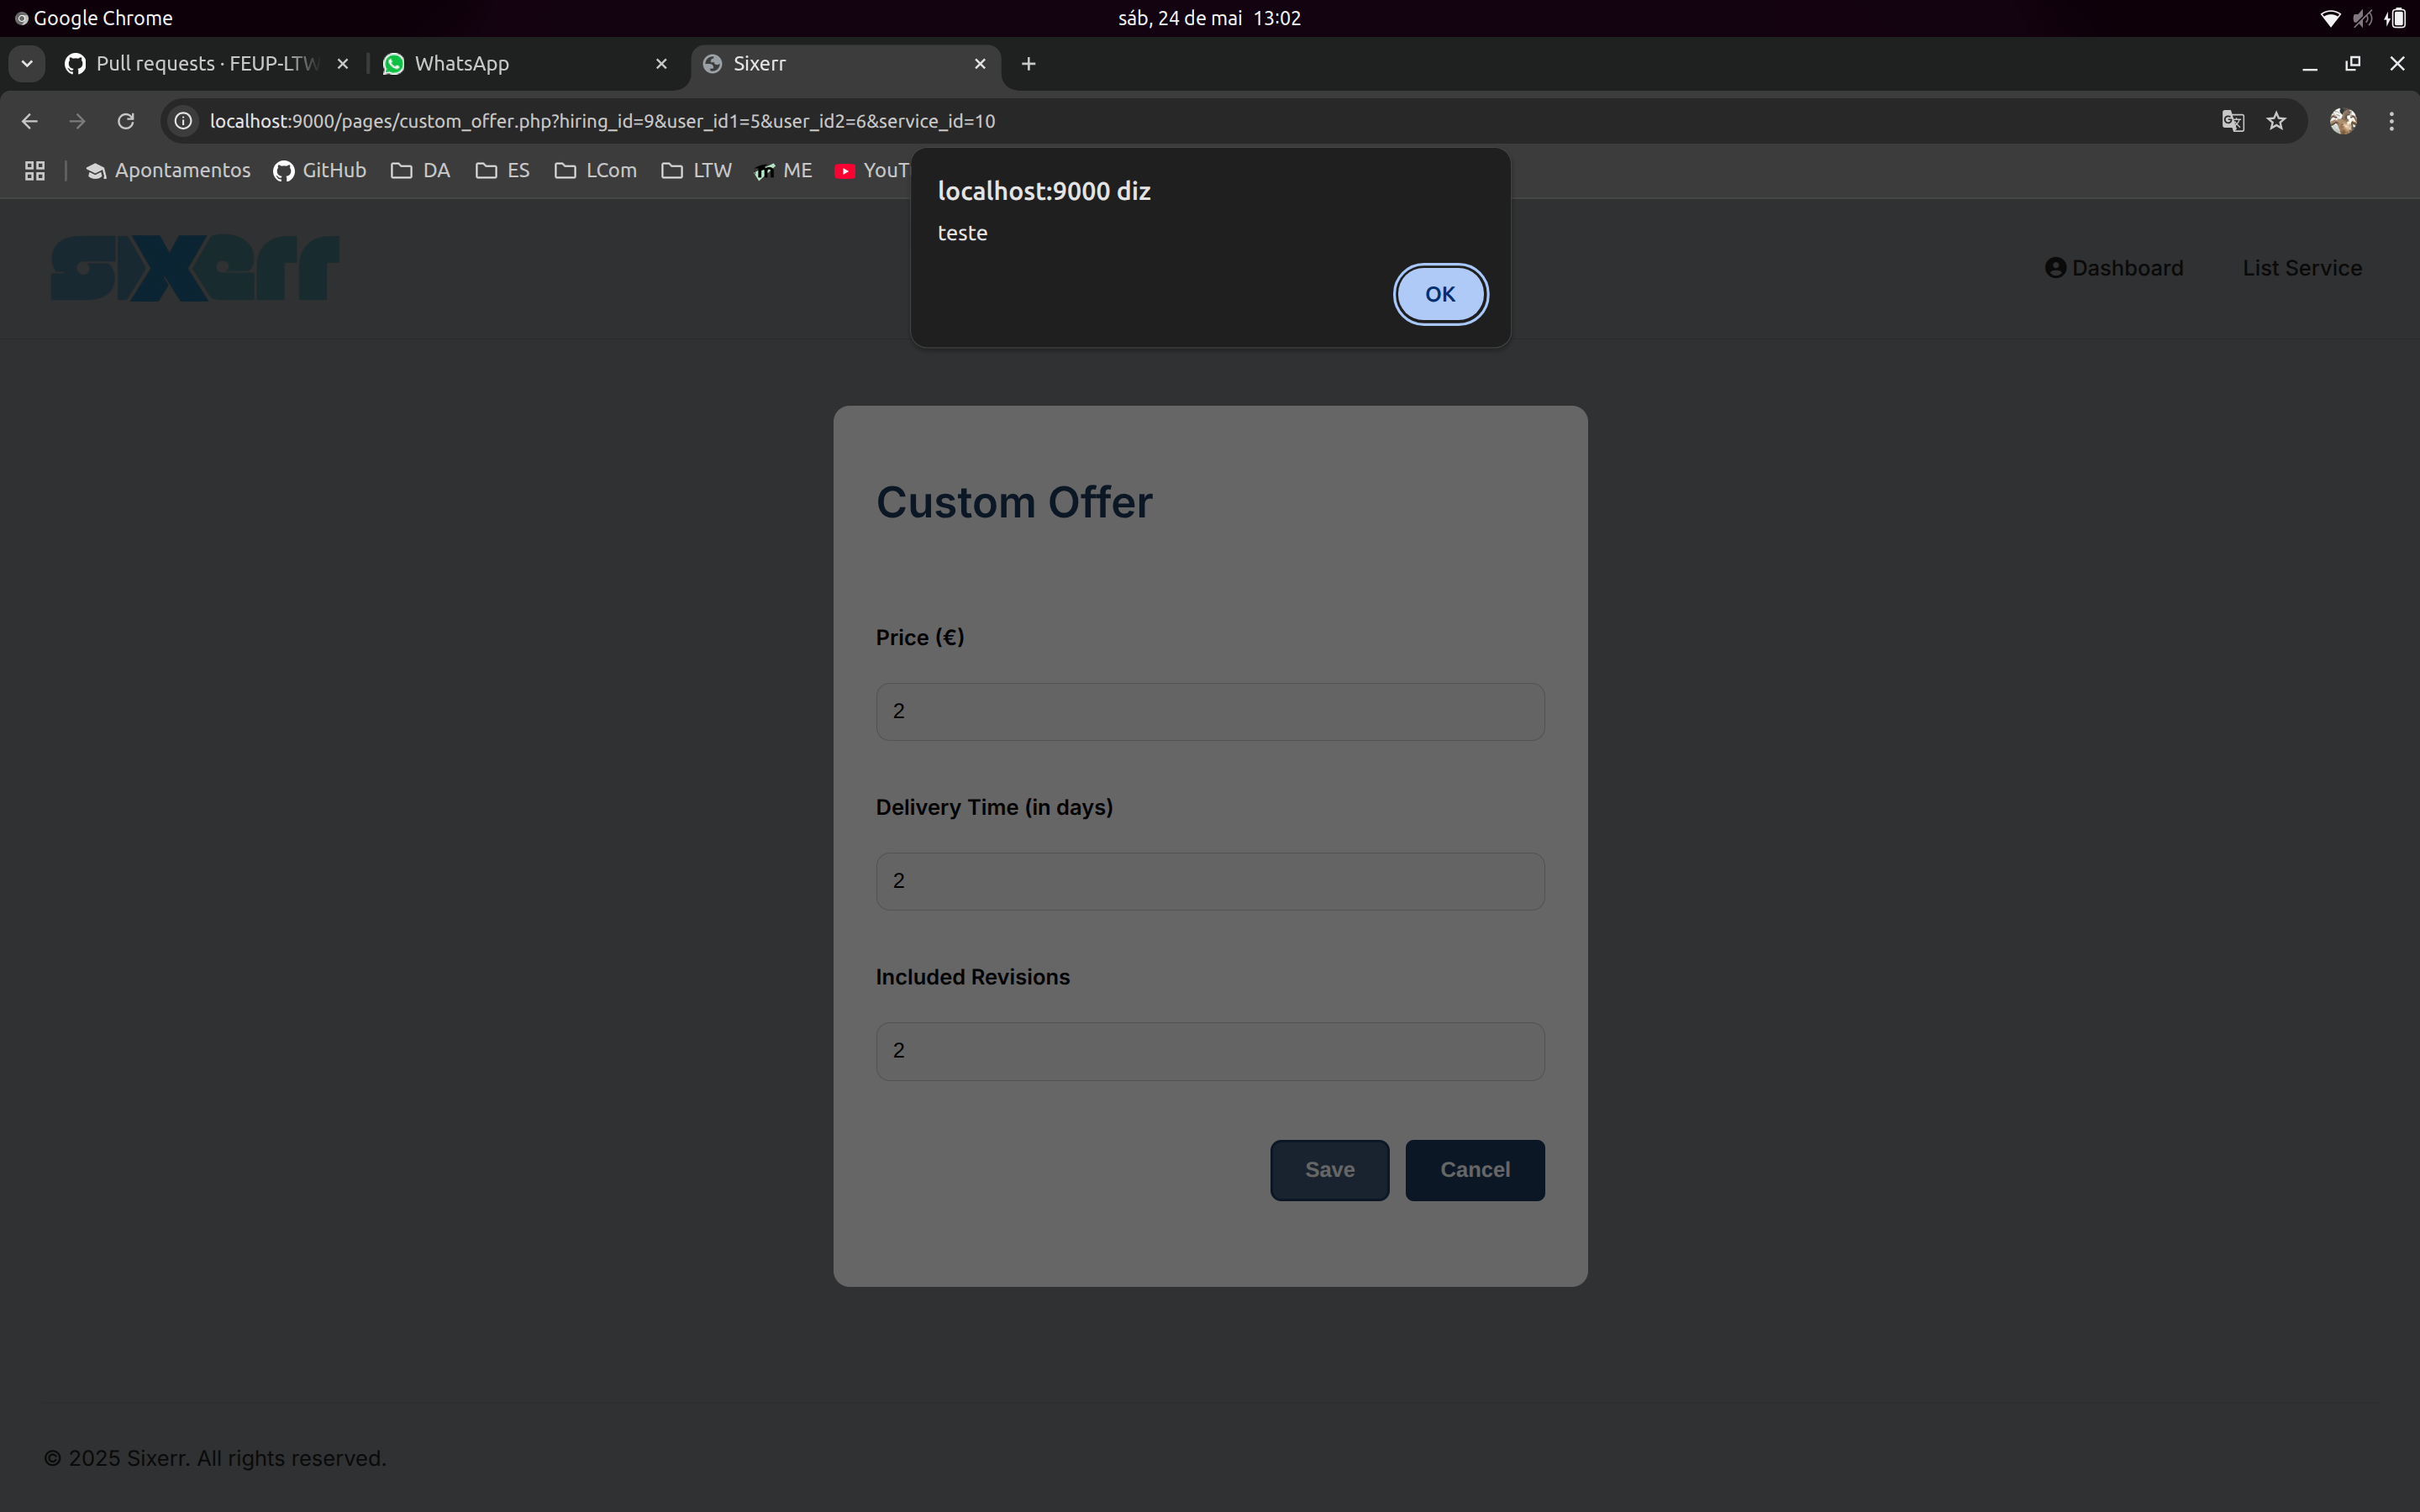 Google Chrome
sáb, 24 de mai 13:02
Pull requests · FEUP-LTW
WhatsApp
Sixerr
localhost:9000/pages/custom_offer.php?hiring_id=9&user_id1=5&user_id2=6&service_id=10
Apontamentos
GitHub
DA
ES
LCom
LTW
ME
YouT
localhost:9000 diz
teste
OK
sixerr
Dashboard
List Service
Custom Offer
Price (€)
2
Delivery Time (in days)
2
Included Revisions
2
Save
Cancel
© 2025 Sixerr. All rights reserved.